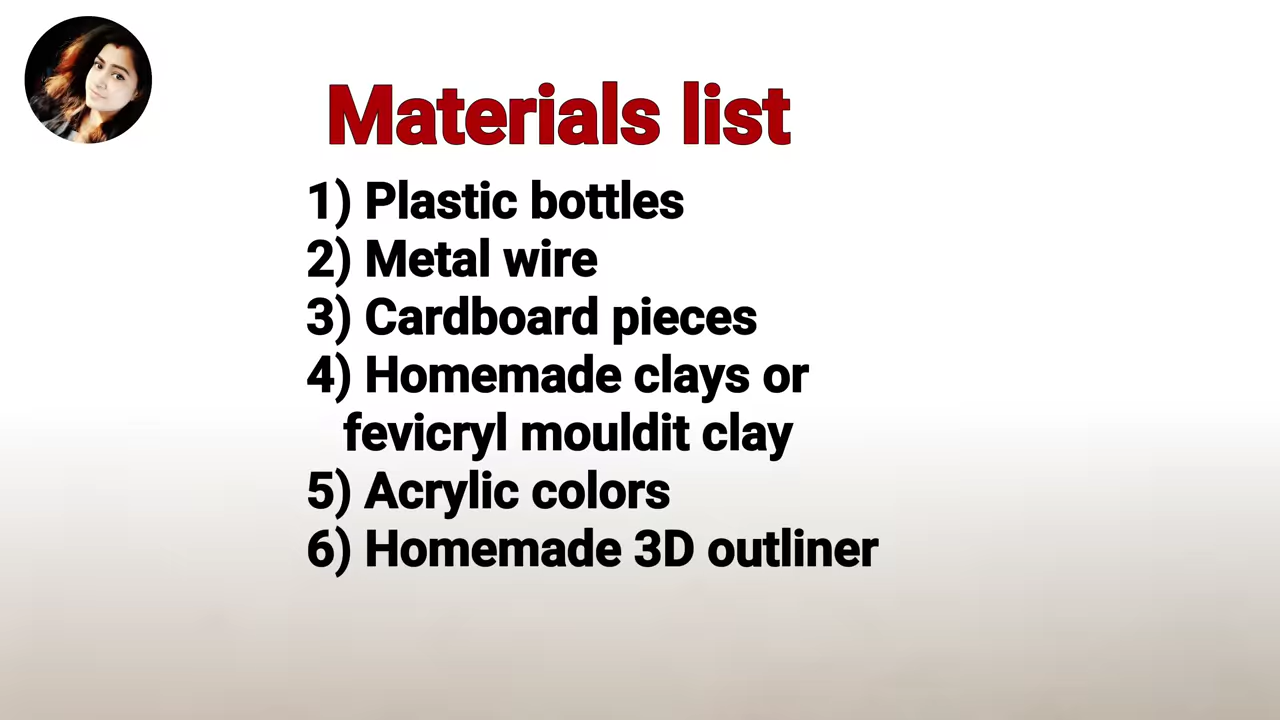 Materials list
1) Plastic bottles
2) Metal wire
3) Cardboard pieces
4) Homemade clays or
fevicryl mouldit clay
5) Acrylic colors
6) Homemade 3D outliner